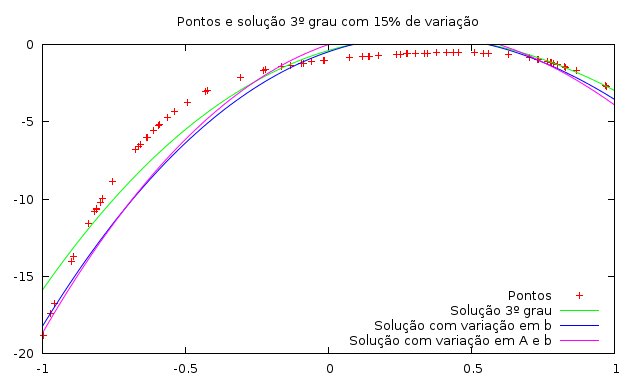 Pontos e solução 3º grau com 15% de variação
0
-5
-10
-15
-20
-1
-0.5
0
0.5
1
Pontos
Solução 3º grau
Solução com variação em b
Solução com variação em A e b